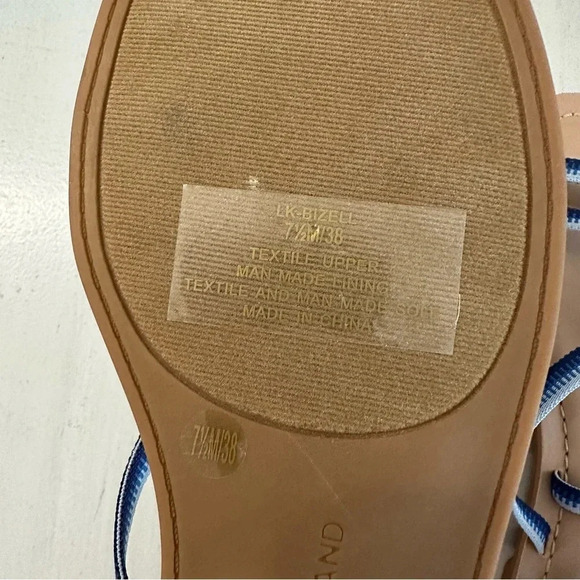 LK-BIZELL
7½M/38
TEXTILE UPPER
MAN MADE LINING
TEXTILE AND MAN MADE SOLE
MADE IN CHINA
7½M/38
AND